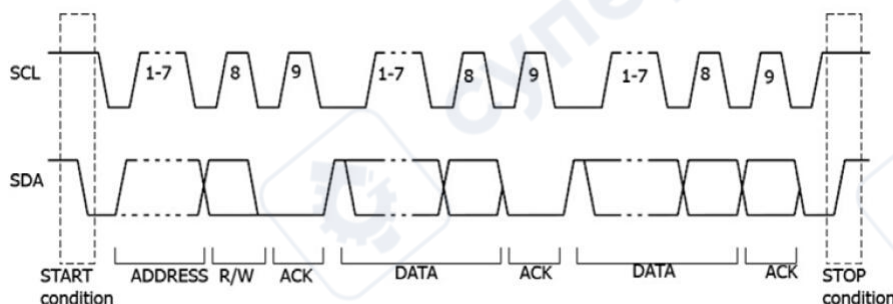 SCL 1-7 8 9 1-7 8 9 1-7 8 9
SDA
START
condition
ADDRESS R/W ACK DATA ACK DATA ACK
STOP
condition